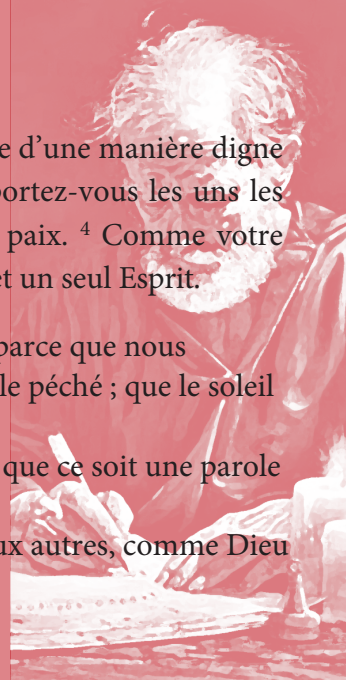 e d’une manière digne
portez-vous les uns les
paix. ⁴ Comme votre
et un seul Esprit.
parce que nous
le péché ; que le soleil
que ce soit une parole
ux autres, comme Dieu